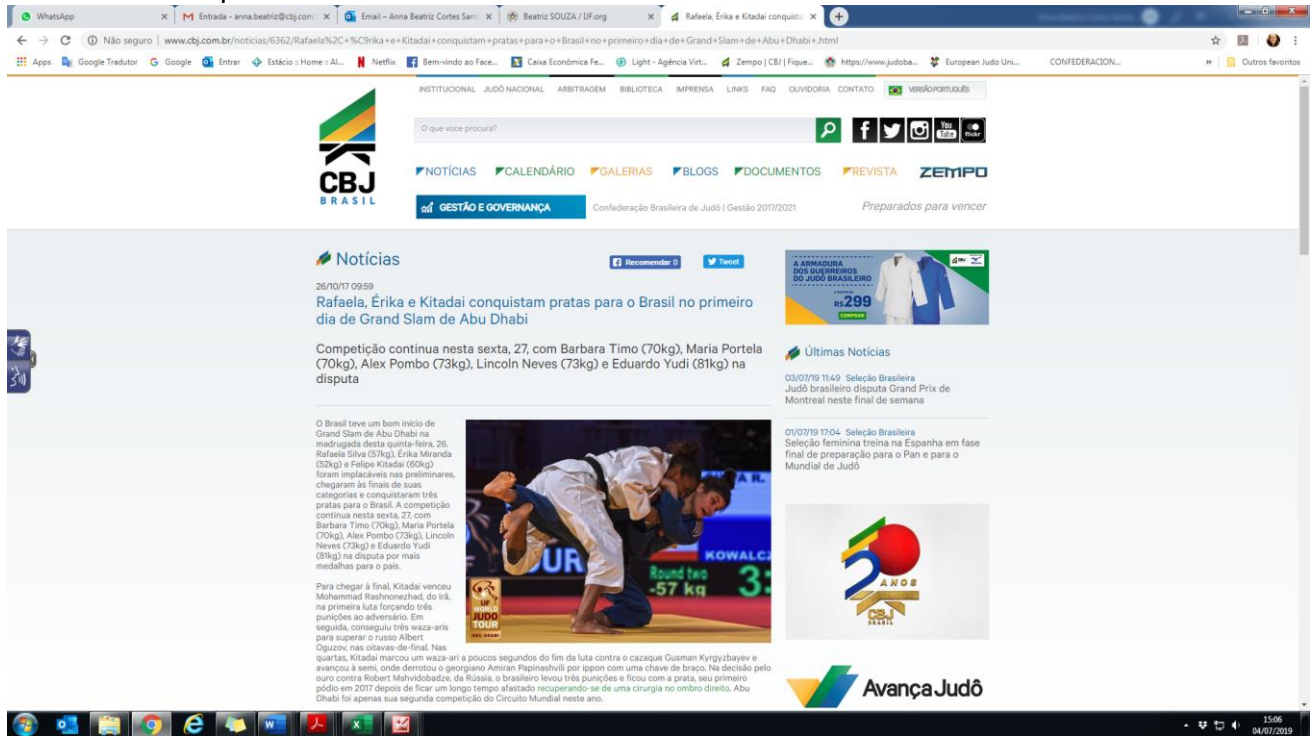 WhatsApp
Entrada - anna.beatriz@cbj.com.
Email – Anna Beatriz Cortes Sant
Beatriz SOUZA / IJF.org
Rafaela, Érika e Kitadai conquista
Não seguro | www.cbj.com.br/noticias/6362/Rafaela%2C+%C9rika+e+Kitadai+conquistam+pratas+para+o+Brasil+no+primeiro+dia+de+Grand+Slam+de+Abu+Dhabi+.html
Apps Google Tradutor Google Entrar Estácio :: Home :: Al... Netflix Bem-vindo ao Face... Caixa Econômica Fe... Light - Agência Virt... Zempo | CBJ | Fique... https://www.judoba... European Judo Uni... CONFEDERACION... » Outros favoritos
INSTITUCIONAL JUDÔ NACIONAL ARBITRAGEM BIBLIOTECA IMPRENSA LINKS FAQ OUVIDORIA CONTATO VERSÃO PORTUGUÊS
O que voce procura?
You Tube flickr
CBJ
BRASIL
NOTÍCIAS CALENDÁRIO GALERIAS BLOGS DOCUMENTOS REVISTA ZEMPO
GESTÃO E GOVERNANÇA Confederação Brasileira de Judô | Gestão 2017/2021 Preparados para vencer
Notícias
Recomendar 0 Tweet
26/10/17 09:59
Rafaela, Érika e Kitadai conquistam pratas para o Brasil no primeiro
dia de Grand Slam de Abu Dhabi
Competição continua nesta sexta, 27, com Barbara Timo (70kg), Maria Portela
(70kg), Alex Pombo (73kg), Lincoln Neves (73kg) e Eduardo Yudi (81kg) na
disputa
O Brasil teve um bom início de
Grand Slam de Abu Dhabi na
madrugada desta quinta-feira, 26.
Rafaela Silva (57kg), Érika Miranda
(52kg) e Felipe Kitadai (60kg)
foram implacáveis nas preliminares,
chegaram às finais de suas
categorias e conquistaram três
pratas para o Brasil. A competição
continua nesta sexta, 27, com
Barbara Timo (70kg), Maria Portela
(70kg), Alex Pombo (73kg), Lincoln
Neves (73kg) e Eduardo Yudi
(81kg) na disputa por mais
medalhas para o país.
Para chegar à final, Kitadai venceu
Mohammad Rashnonezhad, do Irã,
na primeira luta forçando três
punições ao adversário. Em
seguida, conseguiu três waza-aris
para superar o russo Albert
Oguzov, nas oitavas-de-final. Nas
quartas, Kitadai marcou um waza-ari a poucos segundos do fim da luta contra o cazaque Gusman Kyrgyzbayev e
avançou à semi, onde derrotou o georgiano Amiran Papinashvili por ippon com uma chave de braço. Na decisão pelo
ouro contra Robert Mshvidobadze, da Rússia, o brasileiro levou três punições e ficou com a prata, seu primeiro
pódio em 2017 depois de ficar um longo tempo afastado recuperando-se de uma cirurgia no ombro direito. Abu
Dhabi foi apenas sua segunda competição do Circuito Mundial neste ano.
KOWALCZ
Round two
-57 kg
3:
IJF
WORLD
JUDO
TOUR
ABU DHABI
A ARMADURA
DOS GUERREIROS
DO JUDÔ BRASILEIRO
R$299
COMPRAR
Últimas Notícias
03/07/19 11:49 Seleção Brasileira
Judô brasileiro disputa Grand Prix de
Montreal neste final de semana
01/07/19 17:04 Seleção Brasileira
Seleção feminina treina na Espanha em fase
final de preparação para o Pan e para o
Mundial de Judô
50
ANOS
CBJ
BRASIL
Avança Judô
15:06
04/07/2019